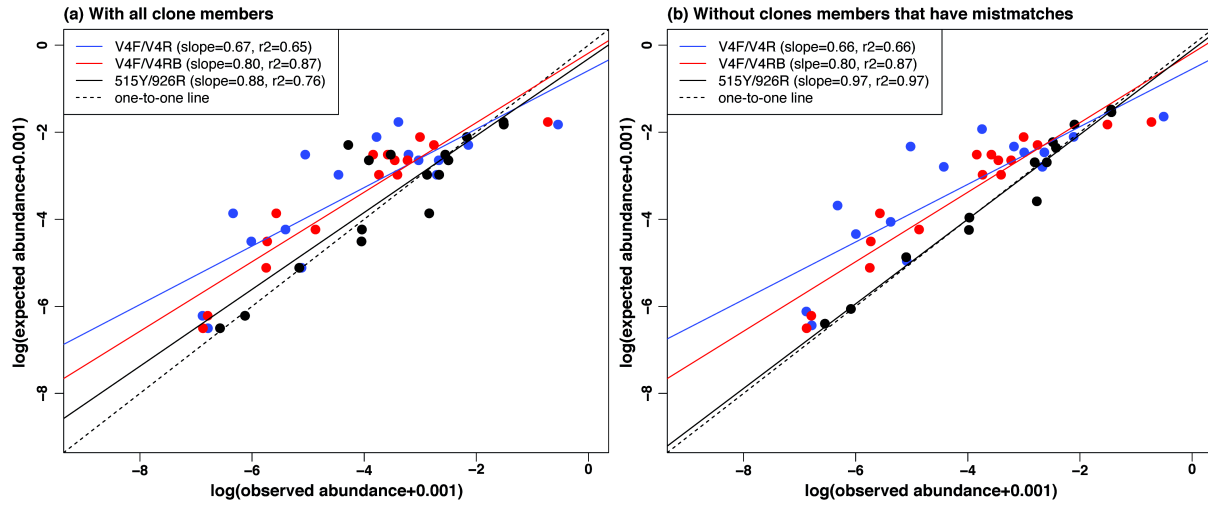 (a) With all clone members
V4F/V4R (slope=0.67, r2=0.65)
V4F/V4RB (slope=0.80, r2=0.87)
515Y/926R (slope=0.88, r2=0.76)
one-to-one line
log(expected abundance+0.001)
0
−2
−4
−6
−8
−8 −6 −4 −2 0
log(observed abundance+0.001)
(b) Without clones members that have mismatches
V4F/V4R (slope=0.66, r2=0.66)
V4F/V4RB (slope=0.80, r2=0.87)
515Y/926R (slope=0.97, r2=0.97)
one-to-one line
log(expected abundance+0.001)
0
−2
−4
−6
−8
−8 −6 −4 −2 0
log(observed abundance+0.001)